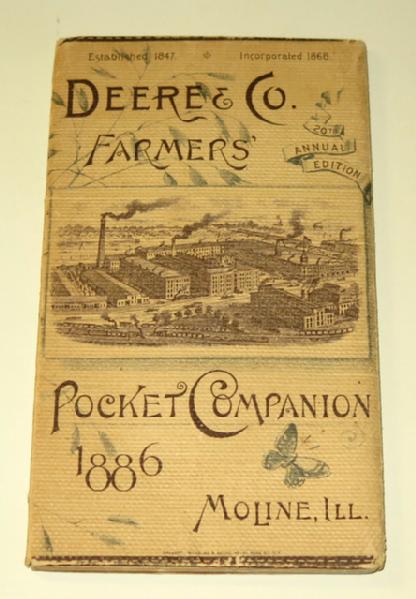 Established 1847. Incorporated 1868.
DEERE & CO.
FARMERS'
20TH
ANNUAL
EDITION
POCKET COMPANION
1886
MOLINE, ILL.